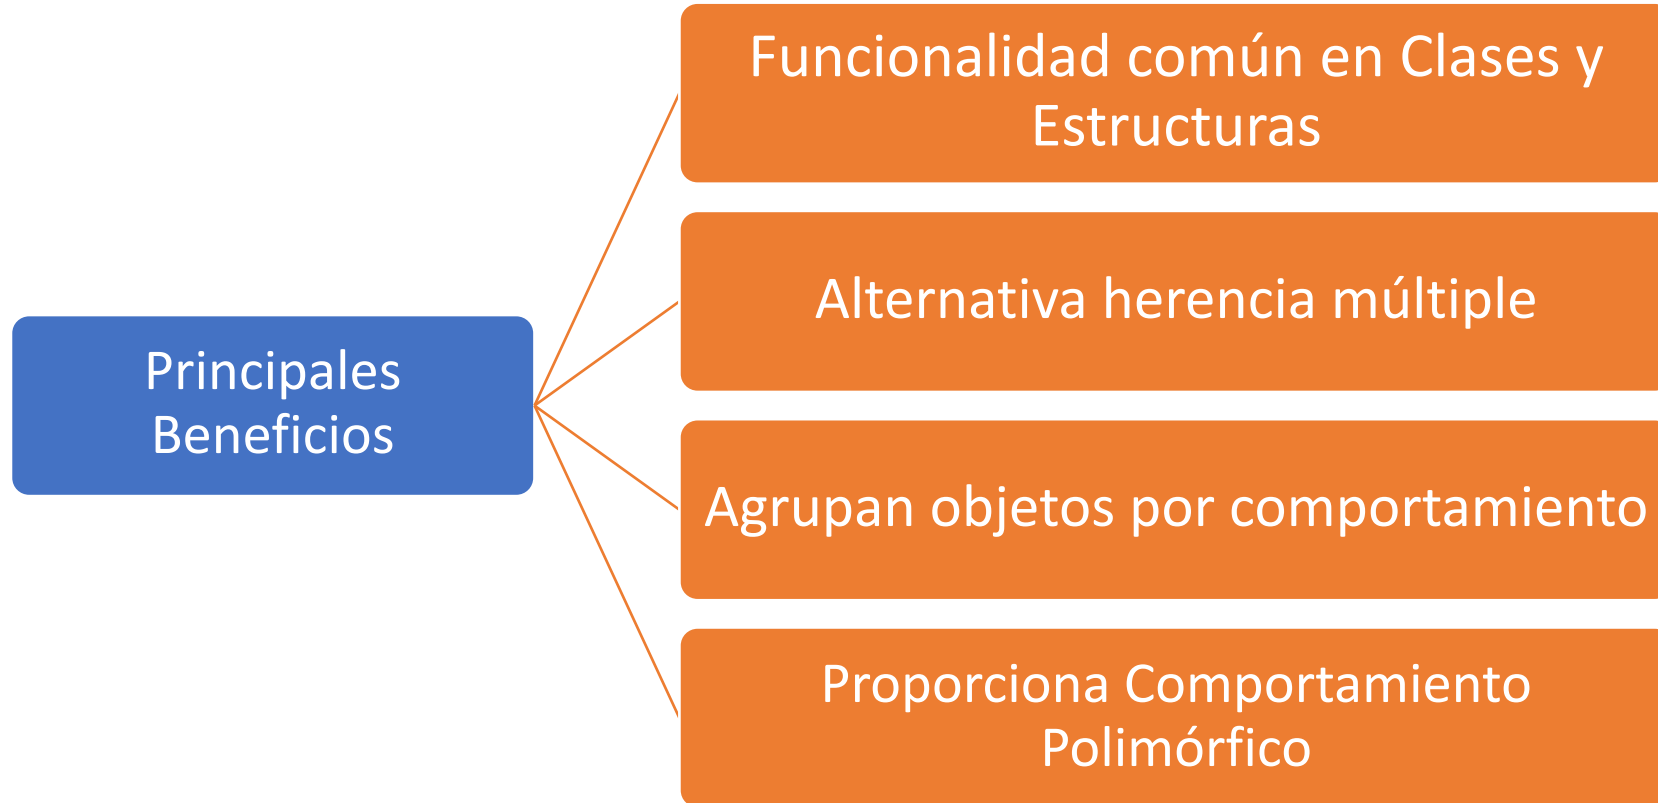 Funcionalidad común en Clases y
Estructuras
Alternativa herencia múltiple
Principales
Beneficios
Agrupan objetos por comportamiento
Proporciona Comportamiento
Polimórfico